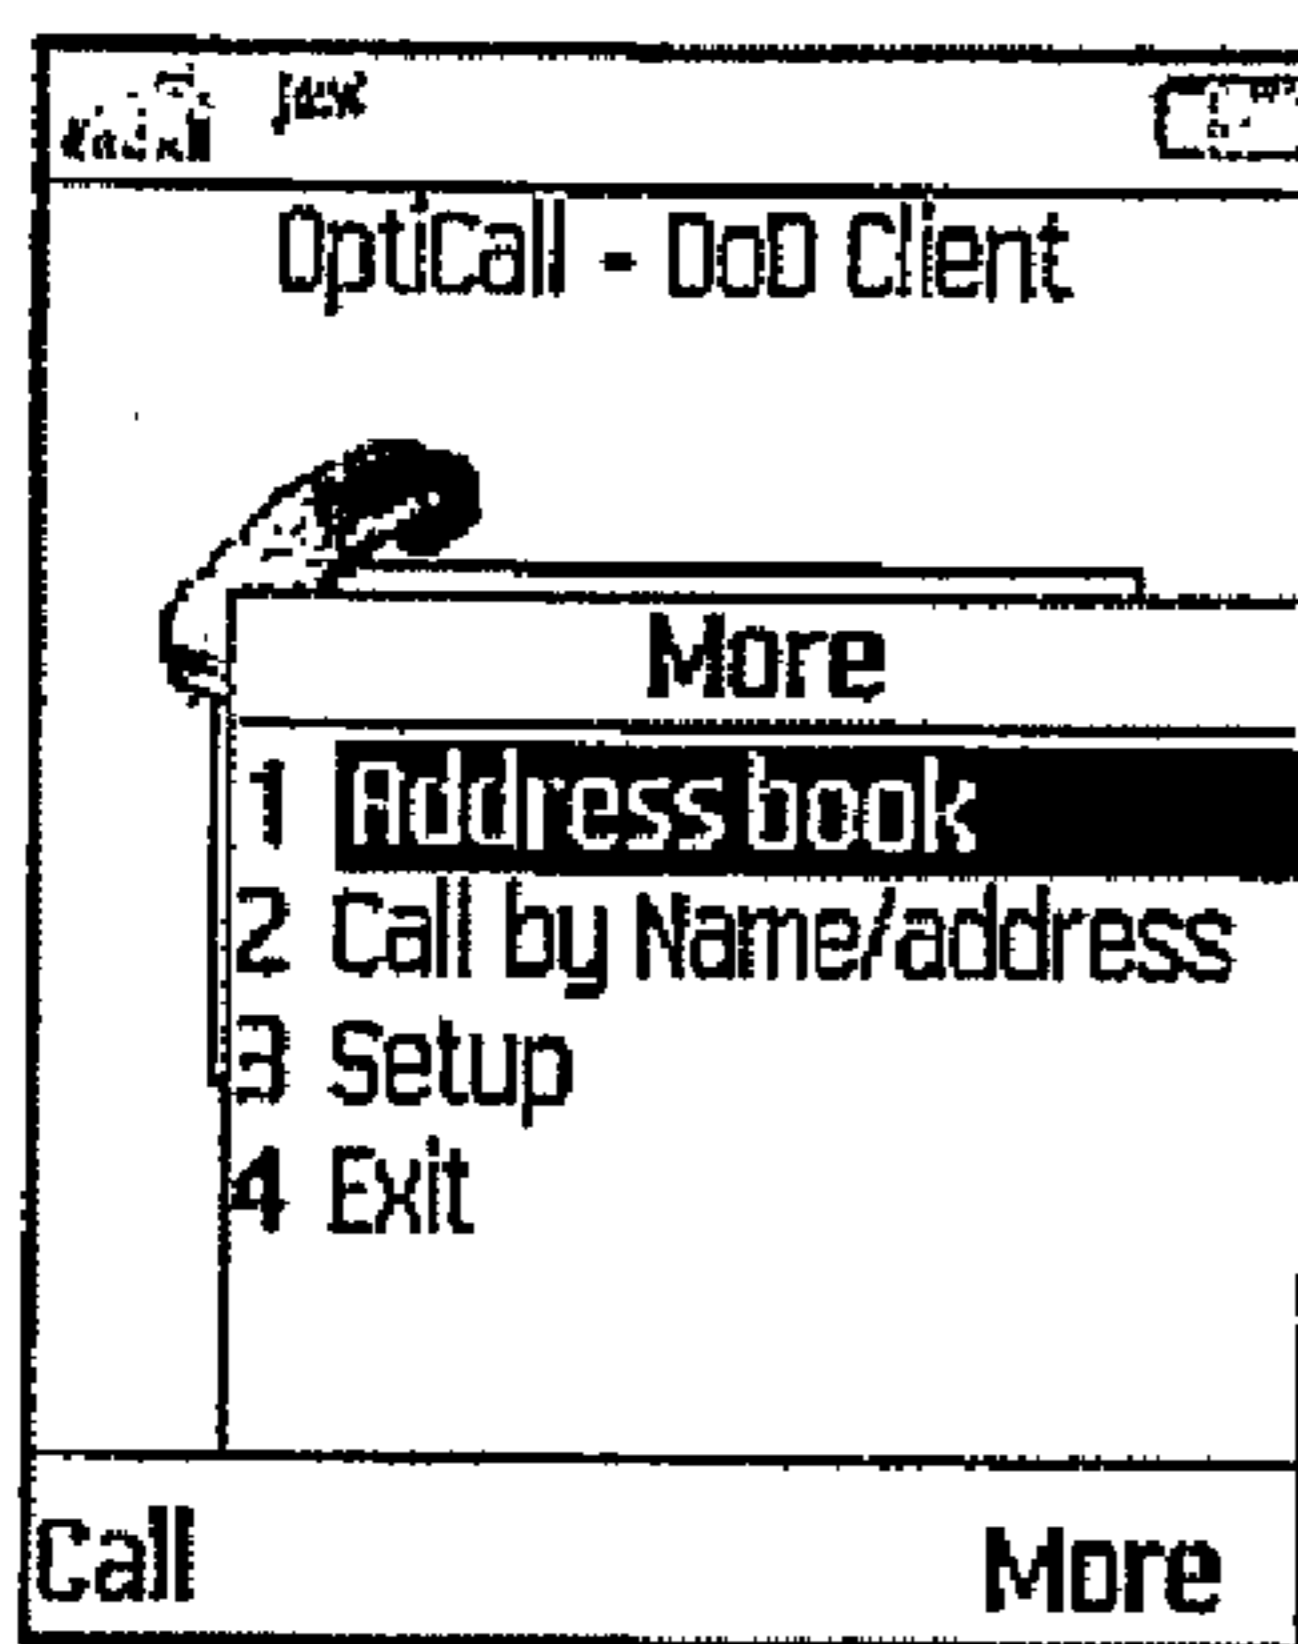 OptiCall - DoD Client
More
1 Address book
2 Call by Name/address
3 Setup
4 Exit
Call More